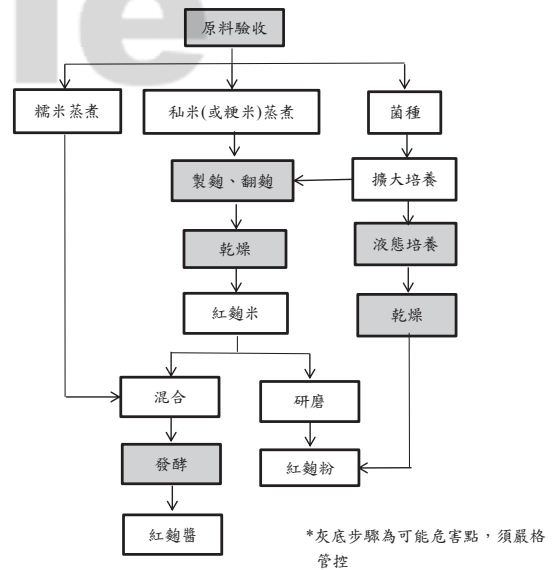 原料驗收
糯米蒸煮
秈米(或粳米)蒸煮
菌種
製麴、翻麴
擴大培養
乾燥
液態培養
紅麴米
乾燥
混合
研磨
發酵
紅麴粉
紅麴醬
*灰底步驟為可能危害點，須嚴格
管控